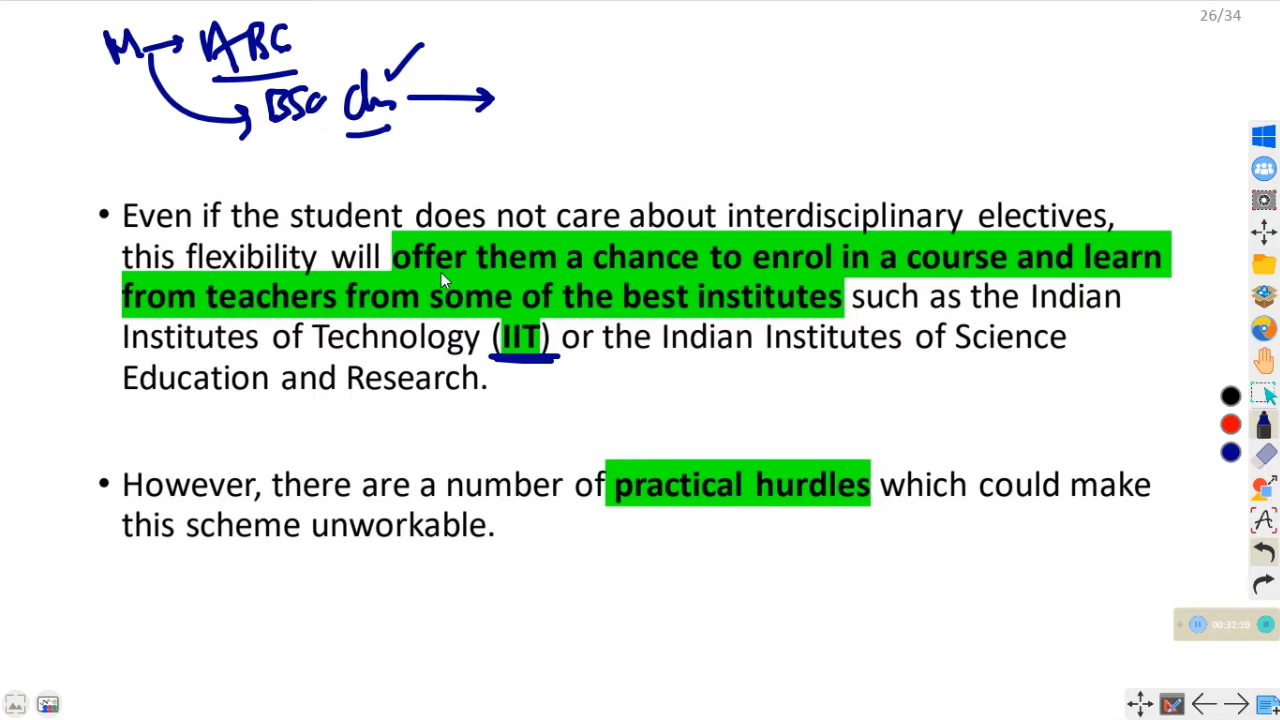 26/34
M → ABC
BSc
• Even if the student does not care about interdisciplinary electives,
this flexibility will offer them a chance to enrol in a course and learn
from teachers from some of the best institutes such as the Indian
Institutes of Technology (IIT) or the Indian Institutes of Science
Education and Research.
• However, there are a number of practical hurdles which could make
this scheme unworkable.